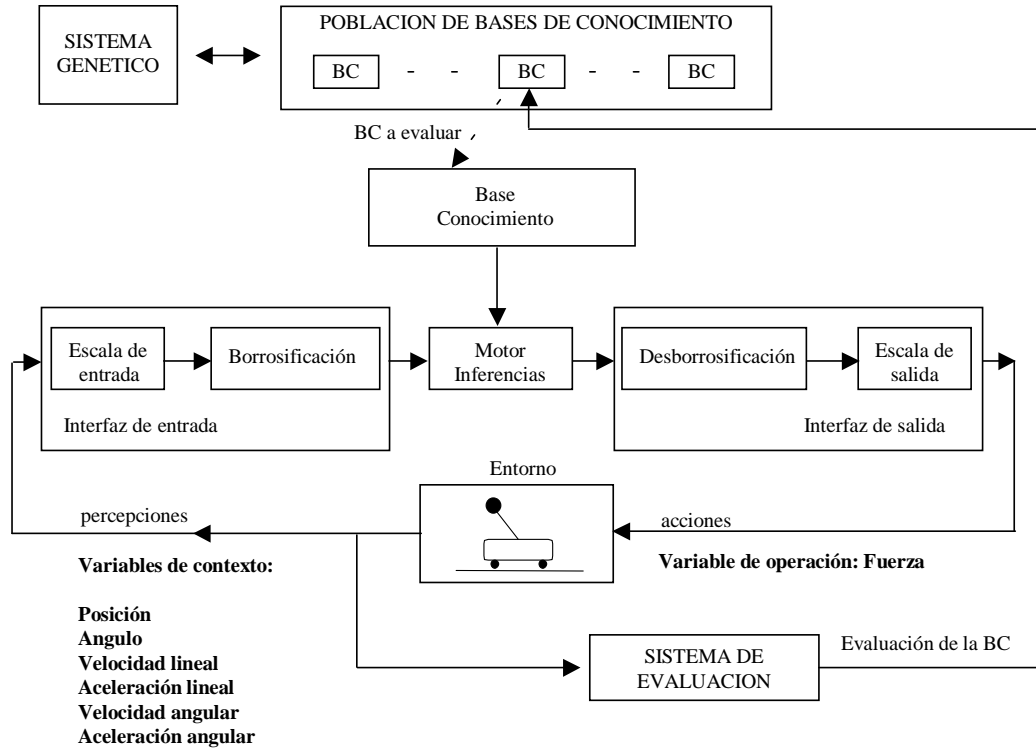 SISTEMA
GENETICO
POBLACION DE BASES DE CONOCIMIENTO
BC - - BC - - BC
BC a evaluar
Base
Conocimiento
Escala de
entrada
Borrosificación
Interfaz de entrada
Motor
Inferencias
Desborrosificación
Escala de
salida
Interfaz de salida
Entorno
percepciones
acciones
Variables de contexto:
Variable de operación: Fuerza
Posición
Angulo
Velocidad lineal
Aceleración lineal
Velocidad angular
Aceleración angular
SISTEMA DE
EVALUACION
Evaluación de la BC